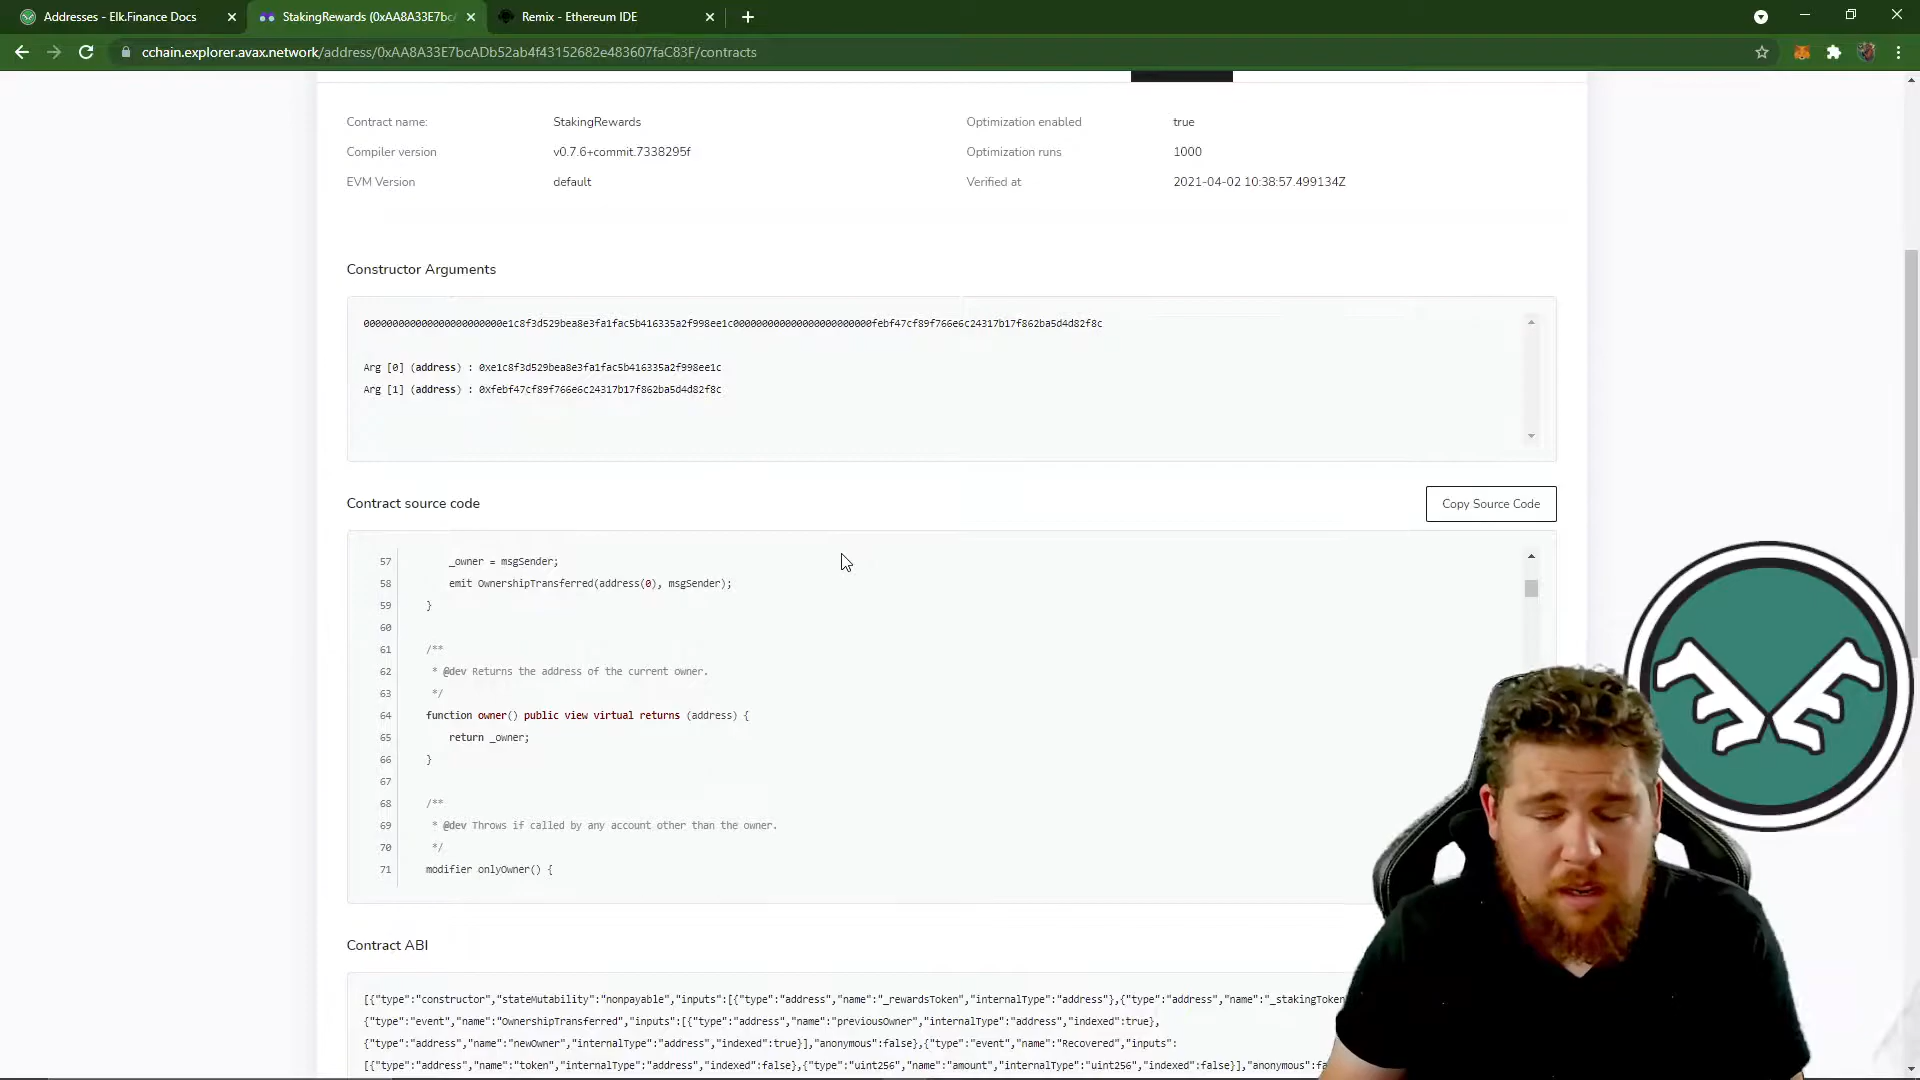 Addresses - Elk.Finance Docs
StakingRewards (0xAA8A33E7bc
Remix - Ethereum IDE
cchain.explorer.avax.network/address/0xAA8A33E7bcADb52ab4f43152682e483607faC83F/contracts
Contract name: StakingRewards Optimization enabled true
Compiler version v0.7.6+commit.7338295f Optimization runs 1000
EVM Version default Verified at 2021-04-02 10:38:57.499134Z
Constructor Arguments
000000000000000000000000e1c8f3d529bea8e3fa1fac5b416335a2f998ee1c000000000000000000000000febf47cf89f766e6c24317b17f862ba5d4d82f8c
Arg [0] (address) : 0xe1c8f3d529bea8e3fa1fac5b416335a2f998ee1c
Arg [1] (address) : 0xfebf47cf89f766e6c24317b17f862ba5d4d82f8c
Contract source code
Copy Source Code
57 _owner = msgSender;
58 emit OwnershipTransferred(address(0), msgSender);
59 }
60
61 /**
62 * @dev Returns the address of the current owner.
63 */
64 function owner() public view virtual returns (address) {
65 return _owner;
66 }
67
68 /**
69 * @dev Throws if called by any account other than the owner.
70 */
71 modifier onlyOwner() {
Contract ABI
[{"type":"constructor","stateMutability":"nonpayable","inputs":[{"type":"address","name":"_rewardsToken","internalType":"address"},{"type":"address","name":"_stakingToken
{"type":"event","name":"OwnershipTransferred","inputs":[{"type":"address","name":"previousOwner","internalType":"address","indexed":true},
{"type":"address","name":"newOwner","internalType":"address","indexed":true}],"anonymous":false},{"type":"event","name":"Recovered","inputs":
[{"type":"address","name":"token","internalType":"address","indexed":false},{"type":"uint256","name":"amount","internalType":"uint256","indexed":false}],"anonymous":fa